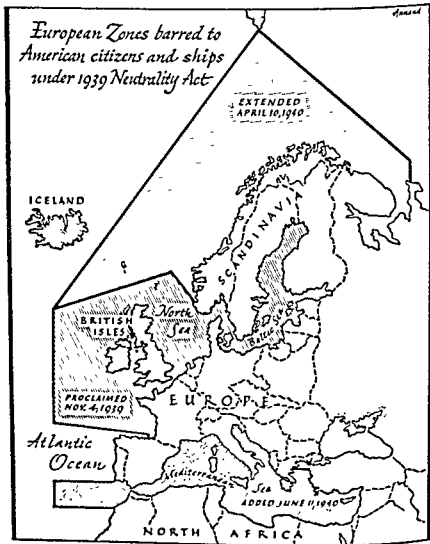 Annand
European Zones barred to
American citizens and ships
under 1939 Neutrality Act
EXTENDED
APRIL 10, 1940
ICELAND
SCANDINAVIA
North
Sea
BRITISH
ISLES
Baltic Sea
PROCLAIMED
NOV. 4, 1939
EUROPE
Atlantic
Ocean
Mediterranean
Sea
ADDED JUNE 11, 1940
NORTH AFRICA